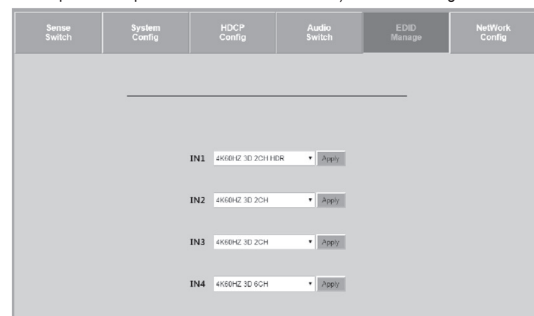 Sense Switch
System Config
HDCP Config
Audio Switch
EDID Manage
NetWork Config
IN1 4K60HZ 3D 2CH HDR Apply
IN2 4K60HZ 3D 2CH Apply
IN3 4K60HZ 3D 2CH Apply
IN4 4K60HZ 3D 6CH Apply